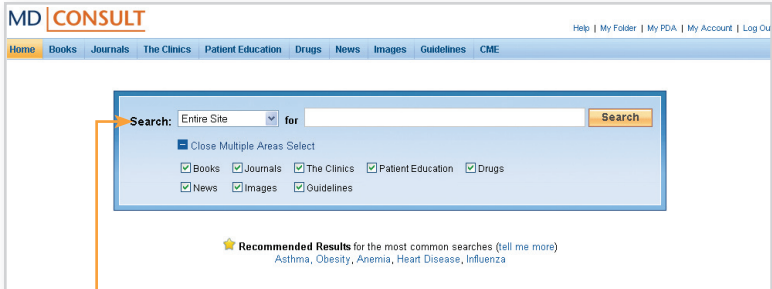 MD CONSULT
Help | My Folder | My PDA | My Account | Log Ou
Home Books Journals The Clinics Patient Education Drugs News Images Guidelines CME
Search: Entire Site for Search
Close Multiple Areas Select
Books Journals The Clinics Patient Education Drugs
News Images Guidelines
Recommended Results for the most common searches (tell me more)
Asthma, Obesity, Anemia, Heart Disease, Influenza